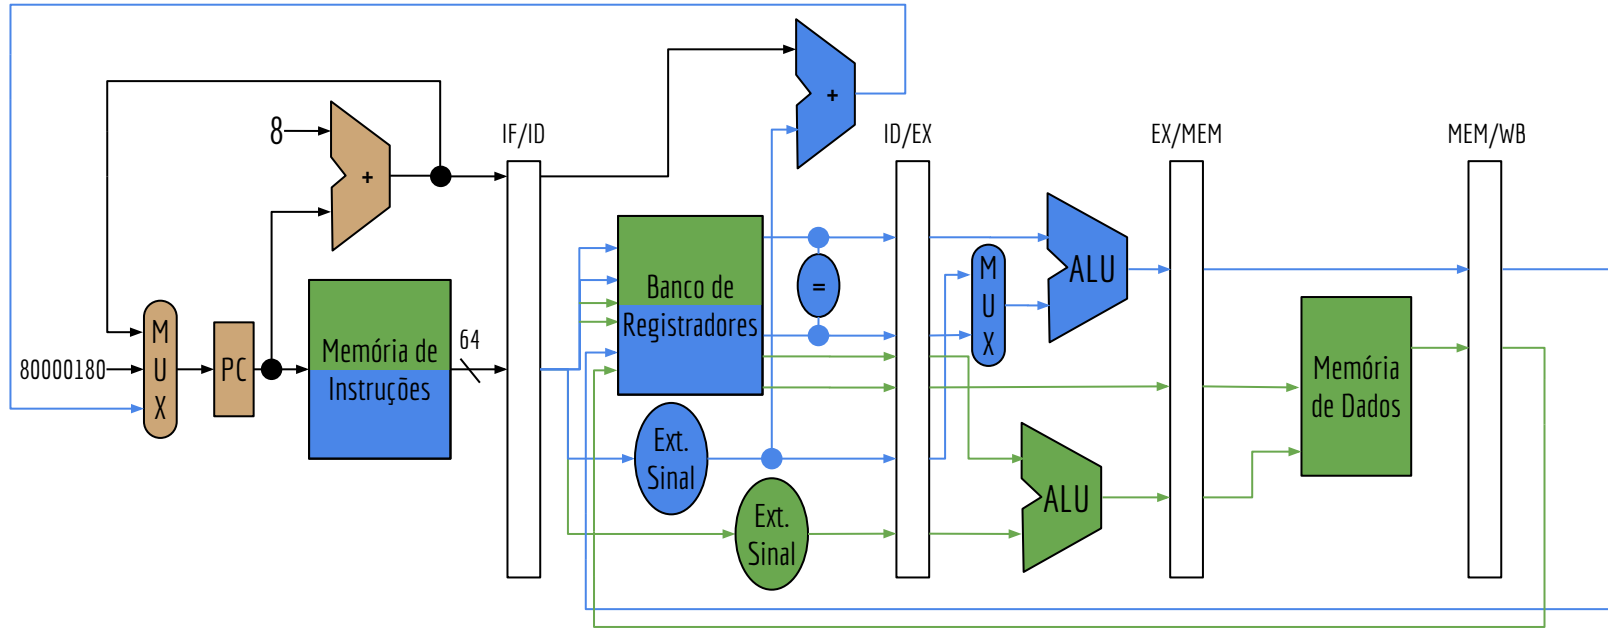 +
8
IF/ID
ID/EX
EX/MEM
MEM/WB
+
M
U
X
80000180
PC
Memória de
Instruções
64
Banco de
Registradores
=
M
U
X
ALU
Memória
de Dados
Ext.
Sinal
Ext.
Sinal
ALU